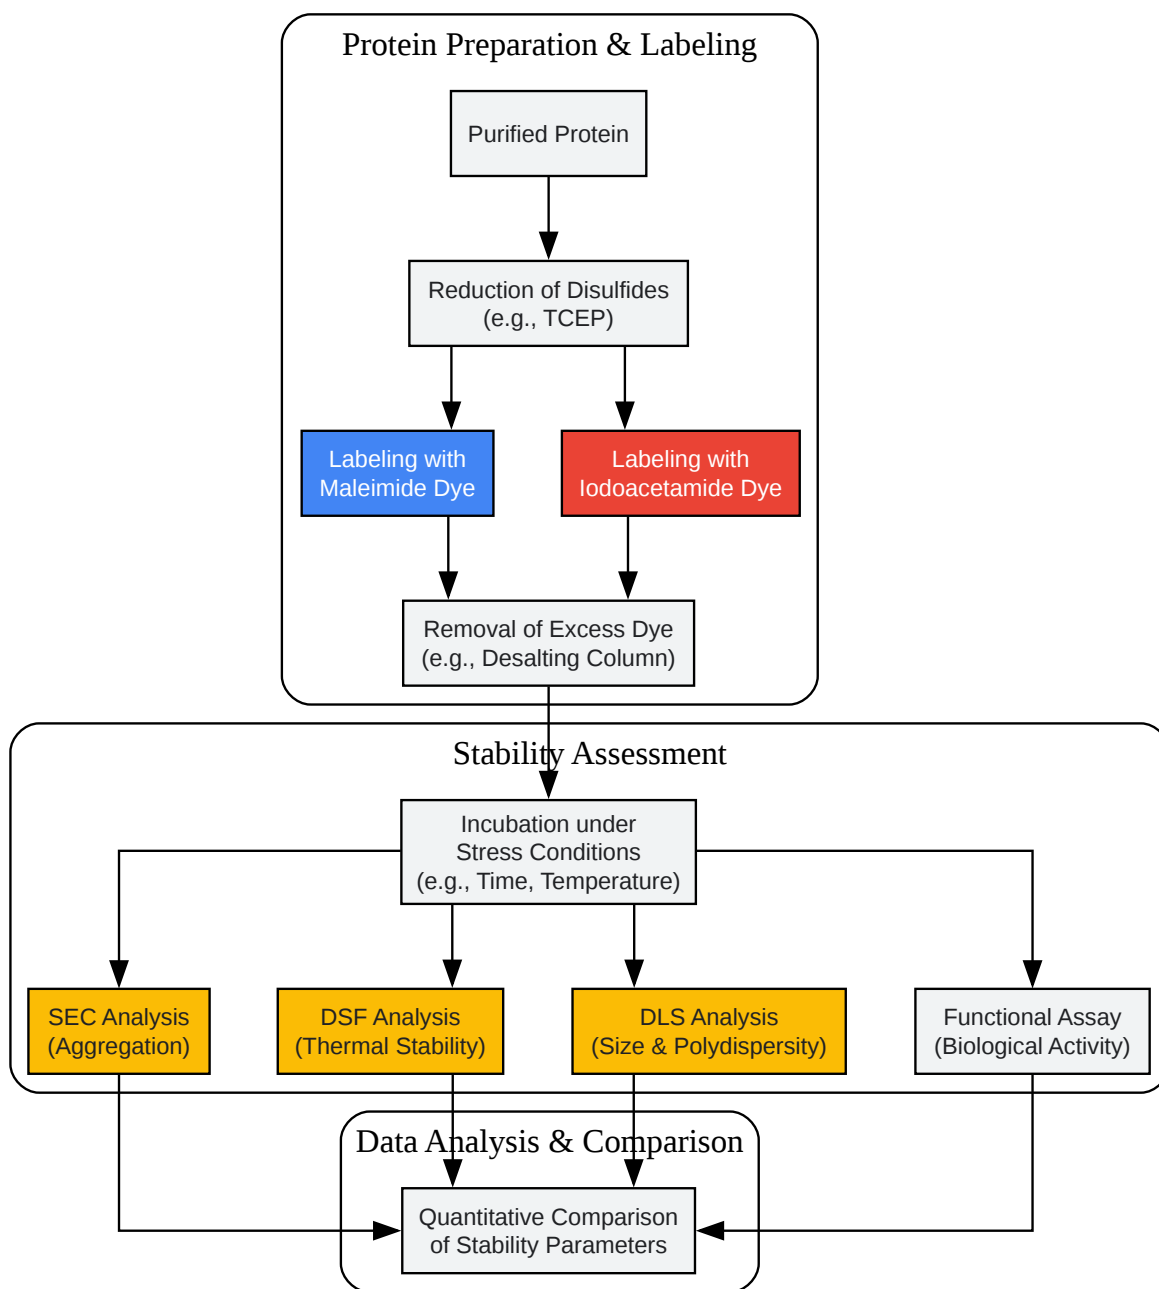 Protein Preparation & Labeling
Purified Protein
Reduction of Disulfides
(e.g., TCEP)
Labeling with
Maleimide Dye
Labeling with
Iodoacetamide Dye
Removal of Excess Dye
(e.g., Desalting Column)
Stability Assessment
Incubation under
Stress Conditions
(e.g., Time, Temperature)
SEC Analysis
(Aggregation)
DSF Analysis
(Thermal Stability)
DLS Analysis
(Size & Polydispersity)
Functional Assay
(Biological Activity)
Data Analysis & Comparison
Quantitative Comparison
of Stability Parameters